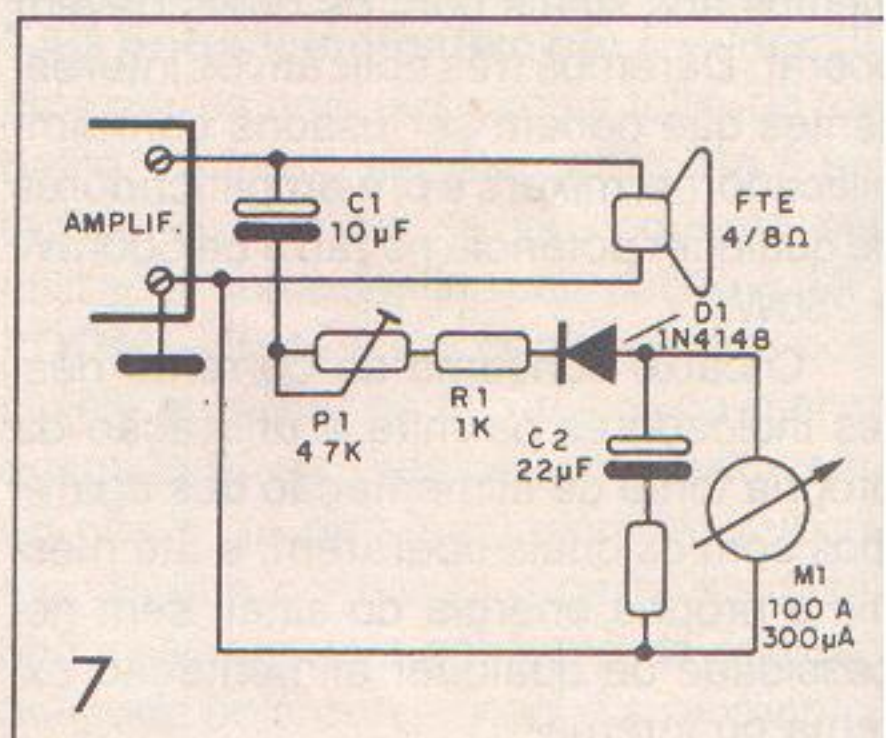 AMPLIF.
C1
10µF
FTE
4/8Ω
D1
1N4148
P1
47K
R1
1K
C2
22µF
M1
100 A
300µA
7